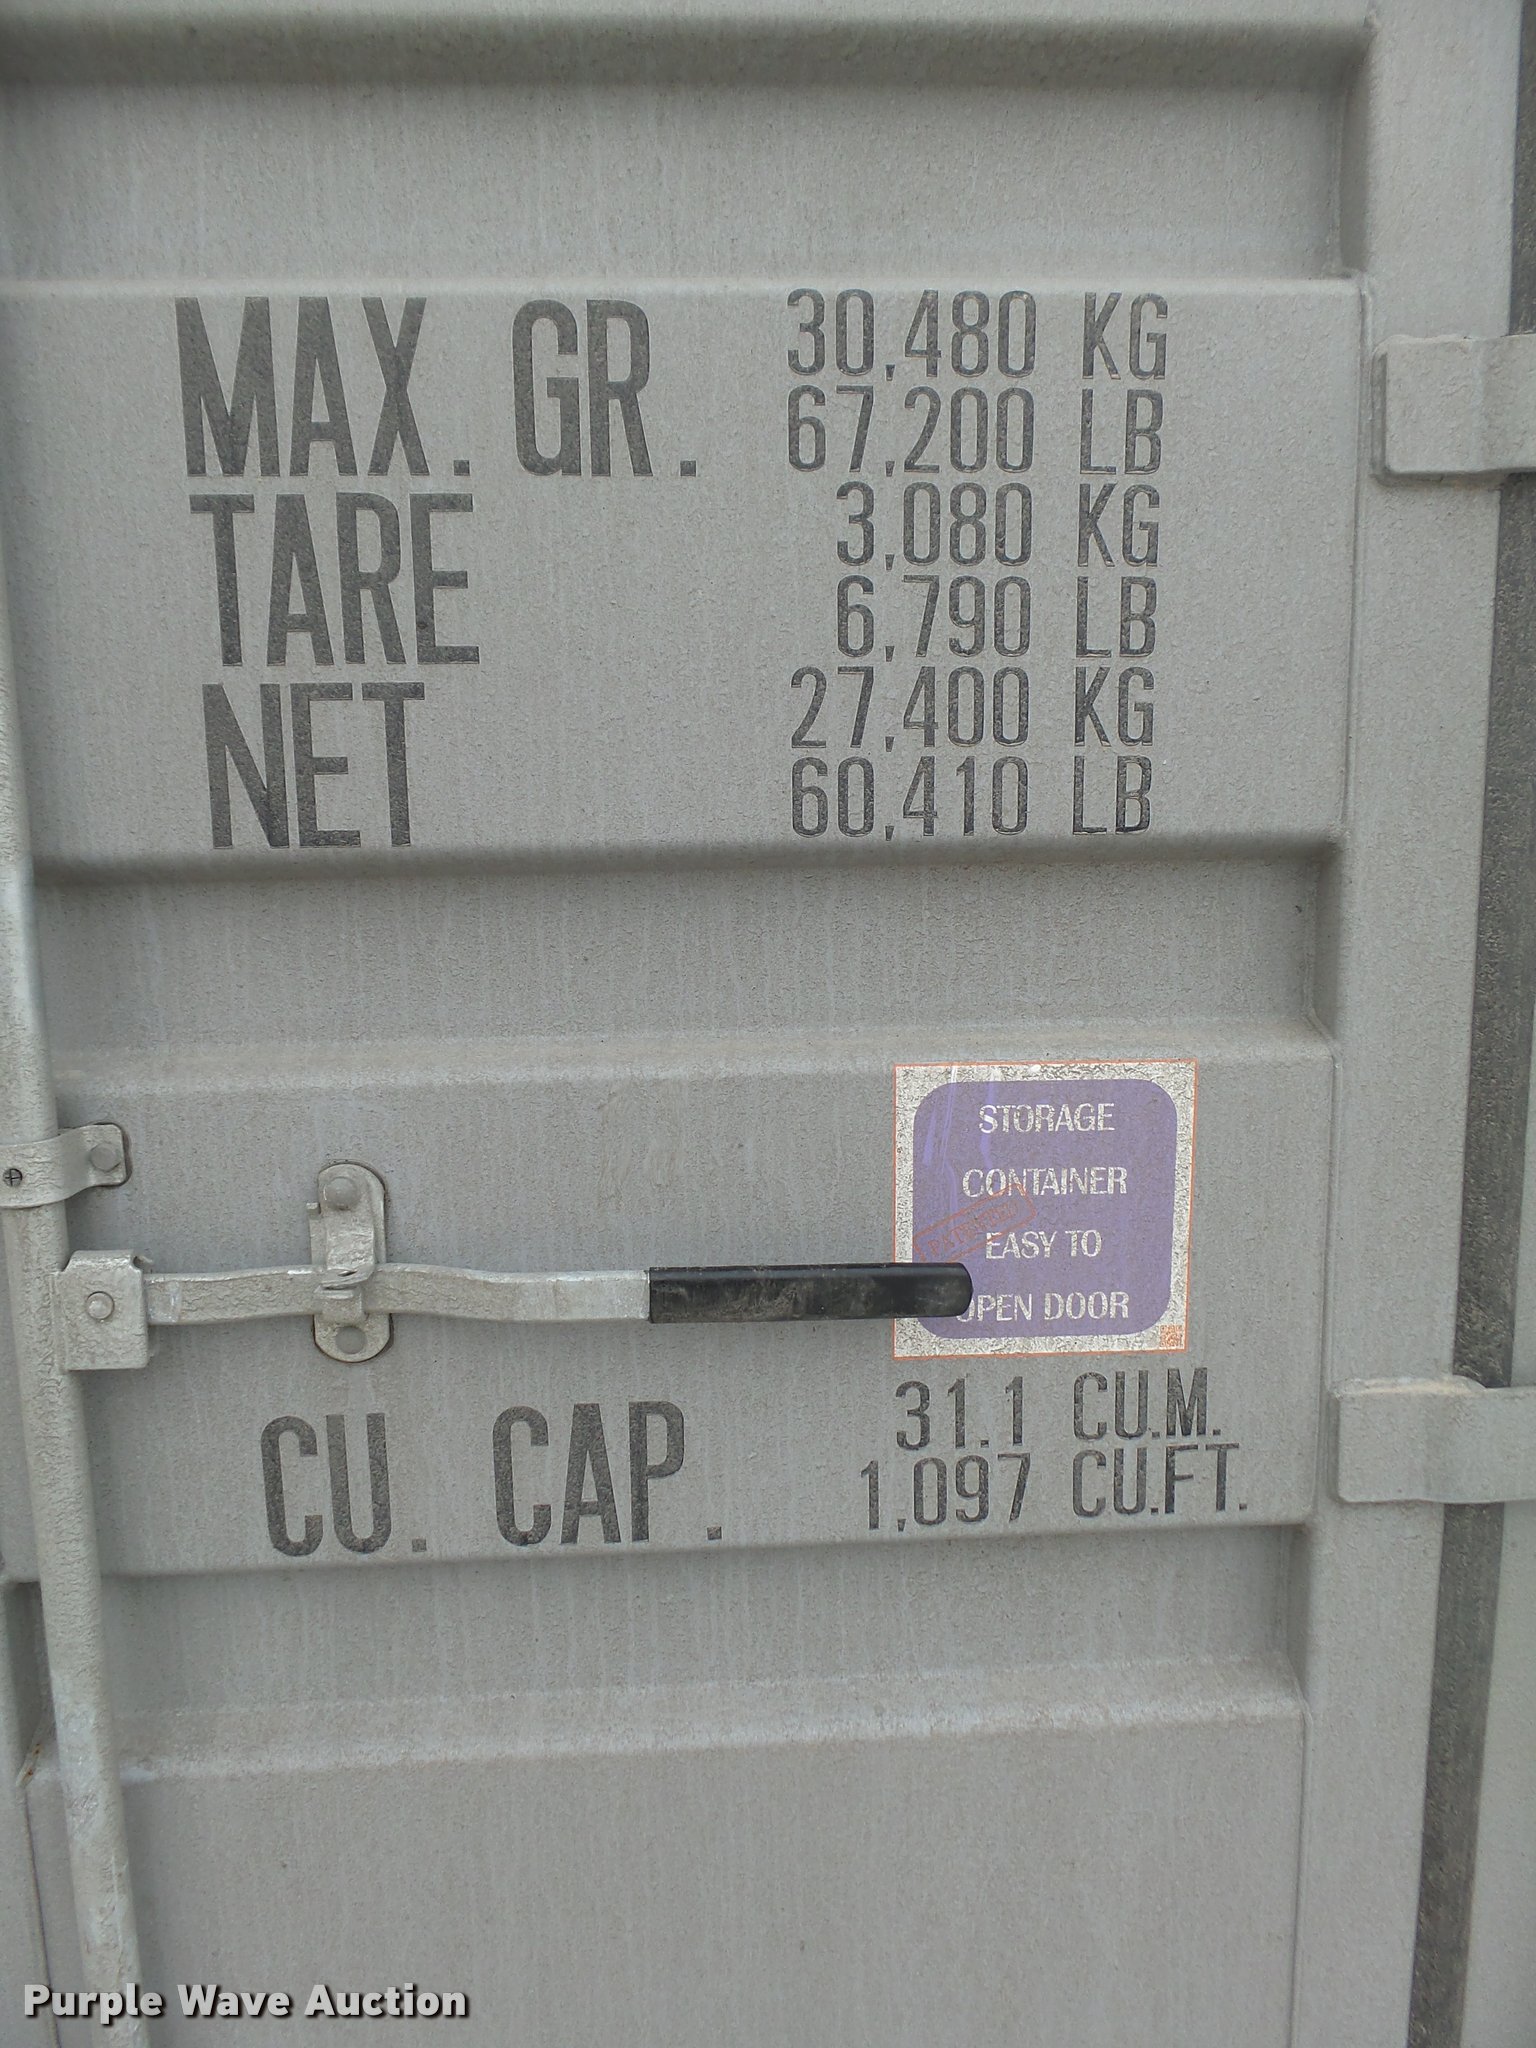 MAX. GR. 30,480 KG
67,200 LB
TARE 3,080 KG
6,790 LB
NET 27,400 KG
60,410 LB
STORAGE
CONTAINER
PATENTED
EASY TO
OPEN DOOR
CU. CAP. 31.1 CU.M.
1,097 CU.FT.
Purple Wave Auction